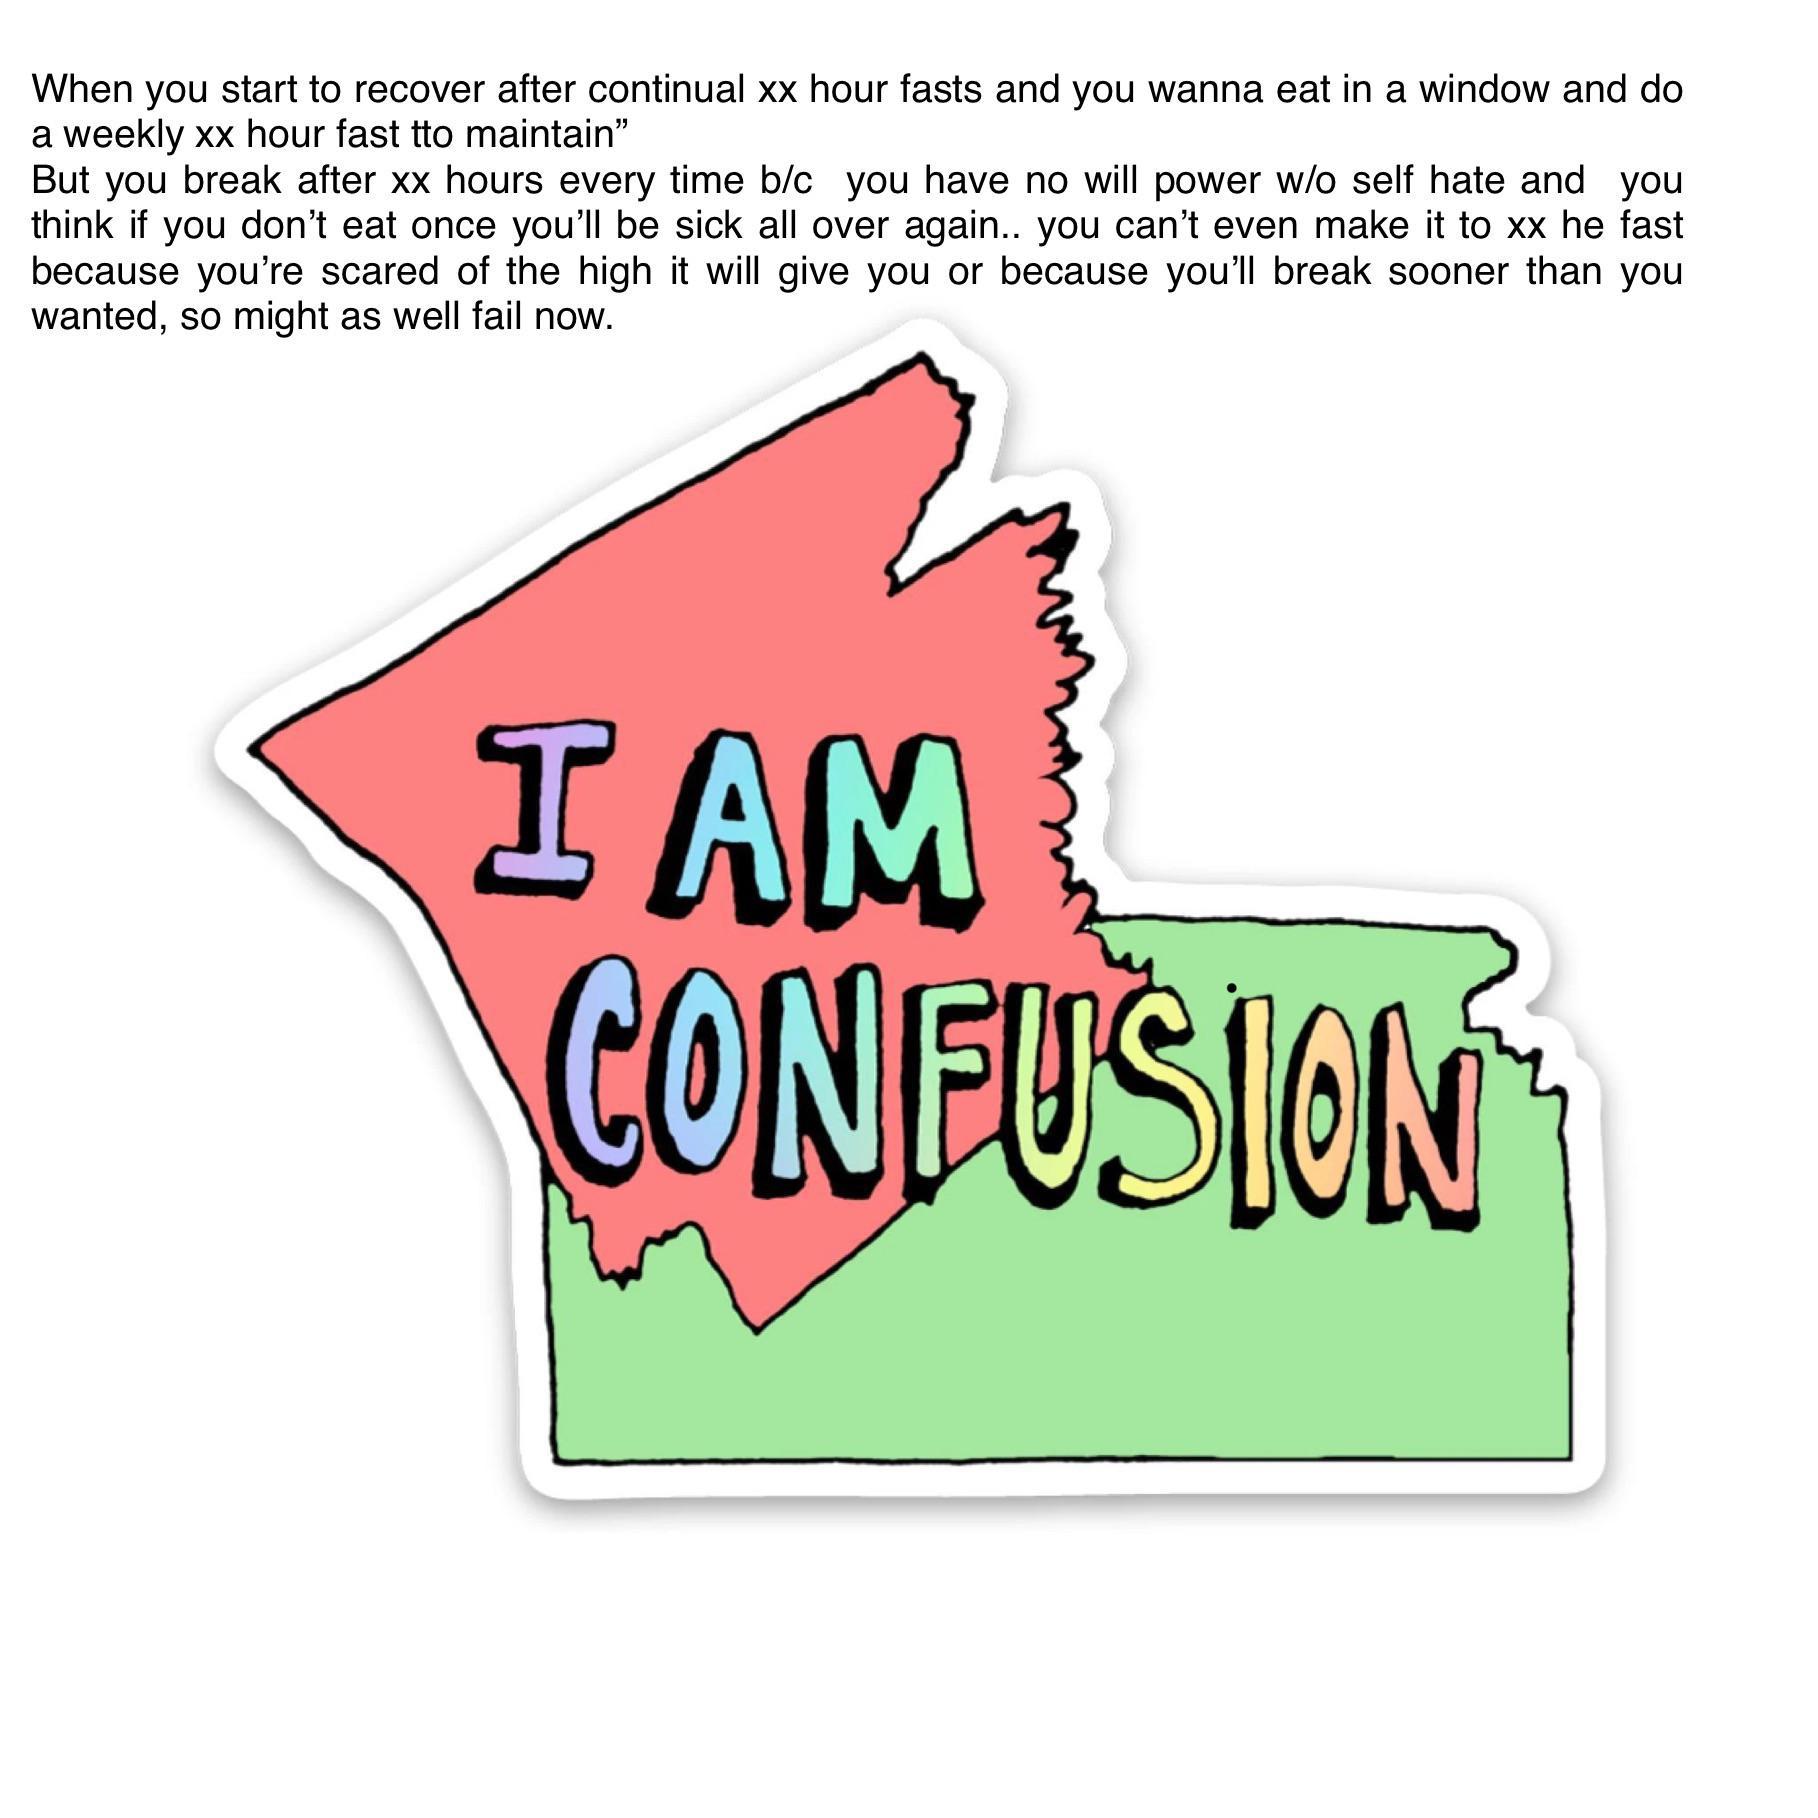 When you start to recover after continual xx hour fasts and you wanna eat in a window and do
a weekly xx hour fast tto maintain”
But you break after xx hours every time b/c you have no will power w/o self hate and you
think if you don’t eat once you’ll be sick all over again.. you can’t even make it to xx he fast
because you’re scared of the high it will give you or because you’ll break sooner than you
wanted, so might as well fail now.
I AM
CONFUSION